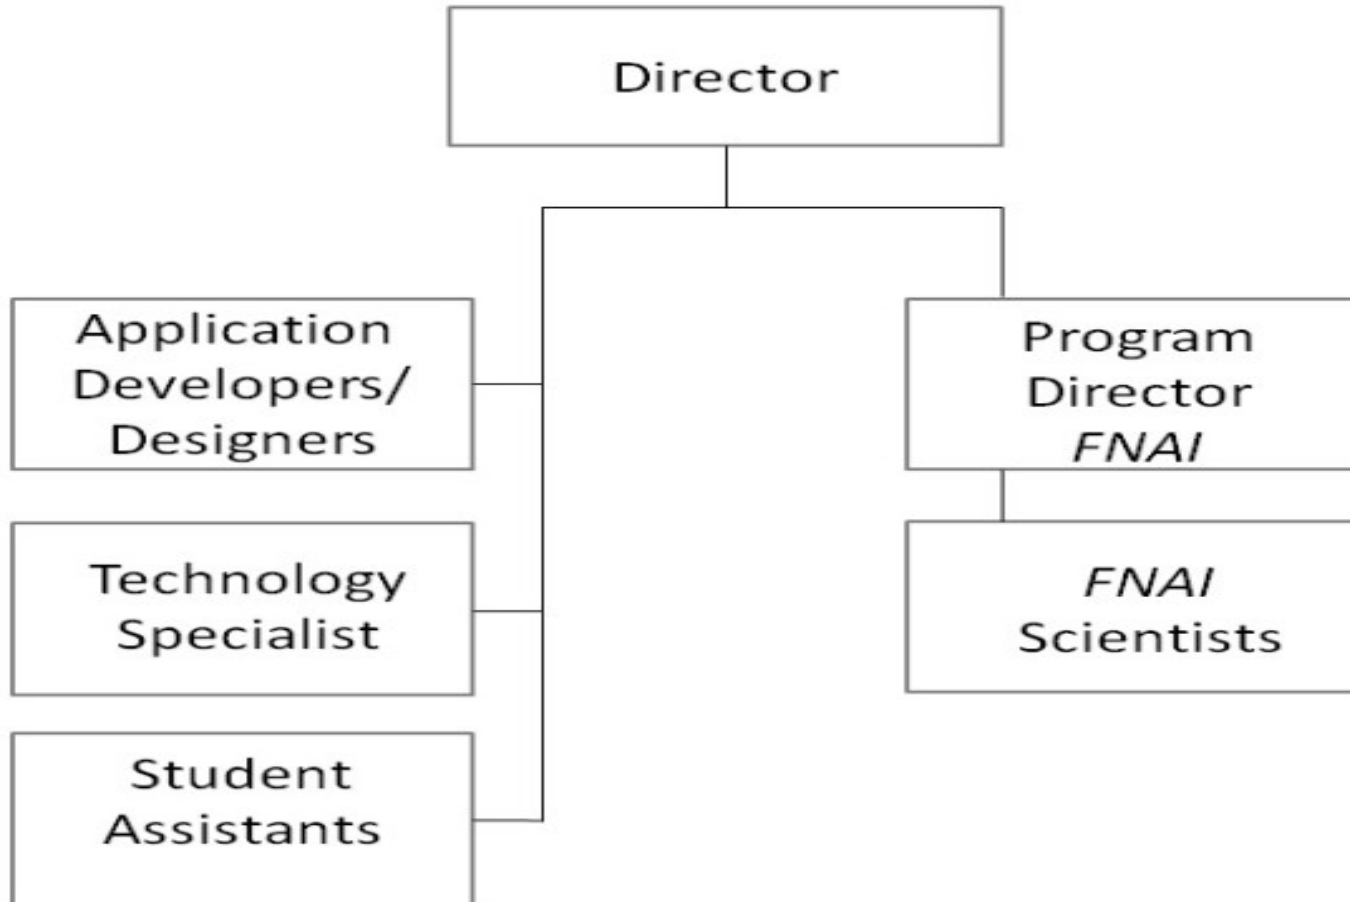 Director
Application
Developers/
Designers
Program
Director
FNAI
Technology
Specialist
FNAI
Scientists
Student
Assistants